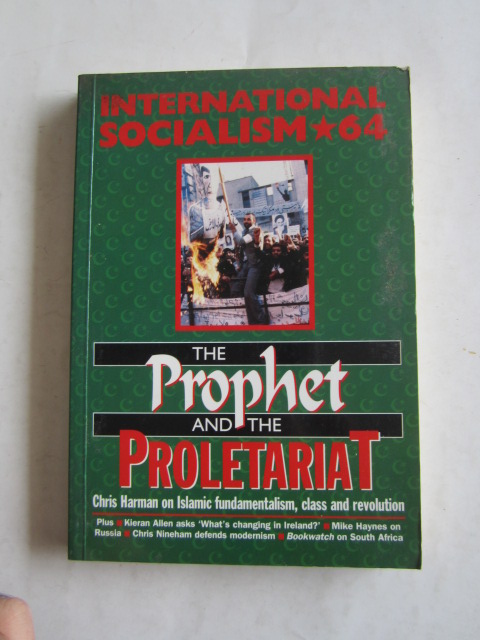 INTERNATIONAL
SOCIALISM★64
THE
Prophet
AND THE
PROLETARIAT
Chris Harman on Islamic fundamentalism, class and revolution
Plus ■ Kieran Allen asks ‘What's changing in Ireland?’ ■ Mike Haynes on
Russia ■ Chris Nineham defends modernism ■ Bookwatch on South Africa